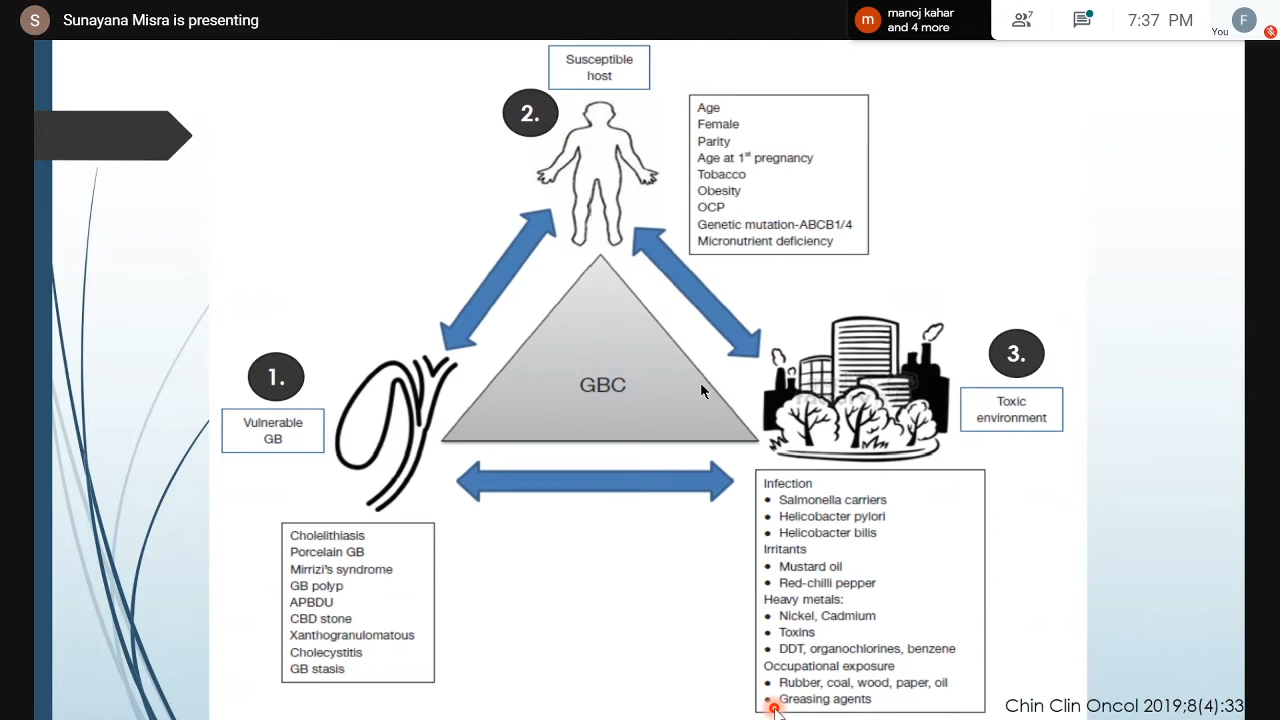 S Sunayana Misra is presenting
m manoj kahar
and 4 more
7
7:37 PM
You
F
Susceptible
host
2.
Age
Female
Parity
Age at 1st pregnancy
Tobacco
Obesity
OCP
Genetic mutation-ABCB1/4
Micronutrient deficiency
1.
Vulnerable
GB
GBC
3.
Toxic
environment
Cholelithiasis
Porcelain GB
Mirrizi's syndrome
GB polyp
APBDU
CBD stone
Xanthogranulomatous
Cholecystitis
GB stasis
Infection
• Salmonella carriers
• Helicobacter pylori
• Helicobacter bilis
Irritants
• Mustard oil
• Red-chilli pepper
Heavy metals:
• Nickel, Cadmium
• Toxins
• DDT, organochlorines, benzene
Occupational exposure
• Rubber, coal, wood, paper, oil
• Greasing agents
Chin Clin Oncol 2019;8(4):33